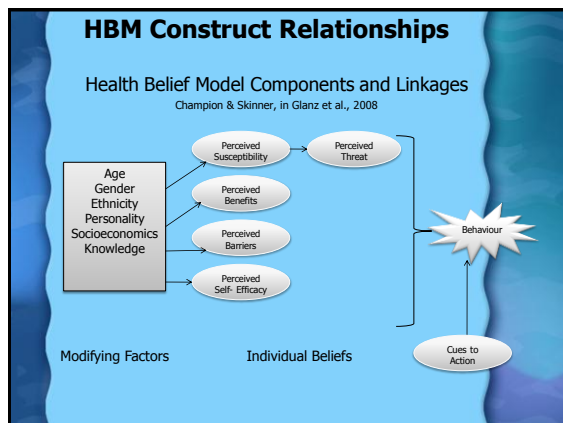 HBM Construct Relationships
Health Belief Model Components and Linkages
Champion & Skinner, in Glanz et al., 2008
Age
Gender
Ethnicity
Personality
Socioeconomics
Knowledge
Perceived
Susceptibility
Perceived
Threat
Perceived
Benefits
Perceived
Barriers
Perceived
Self- Efficacy
Behaviour
Cues to
Action
Modifying Factors
Individual Beliefs